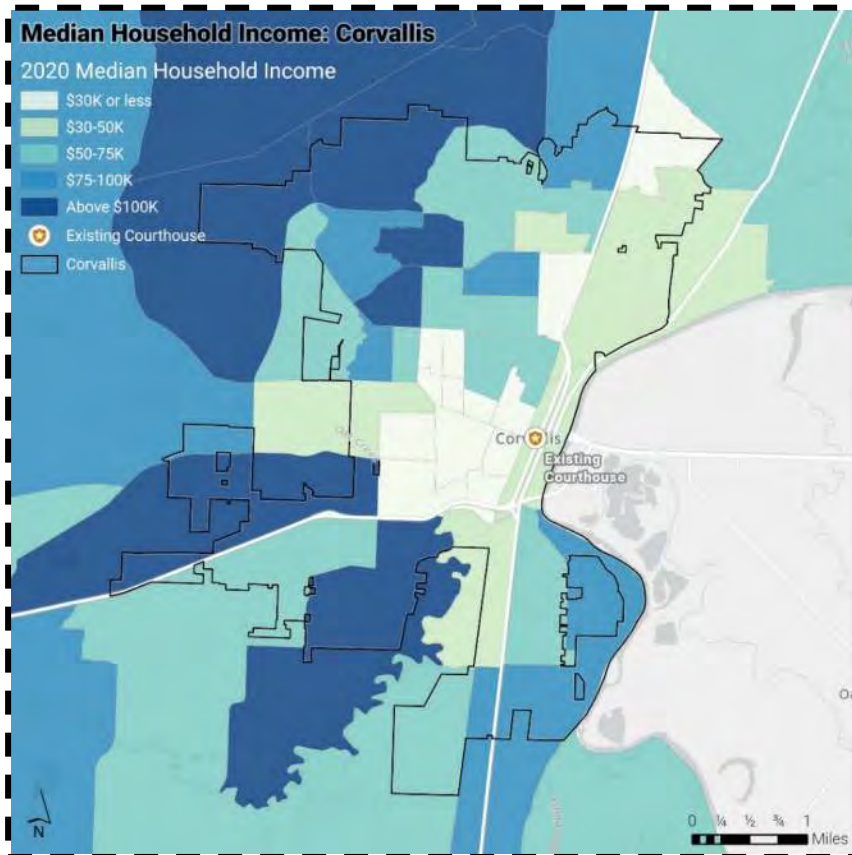 Median Household Income: Corvallis
2020 Median Household Income
$30K or less
$30-50K
$50-75K
$75-100K
Above $100K
Existing Courthouse
Corvallis
Corvallis
Existing
Courthouse
N
0 ¼ ½ ¾ 1
Miles